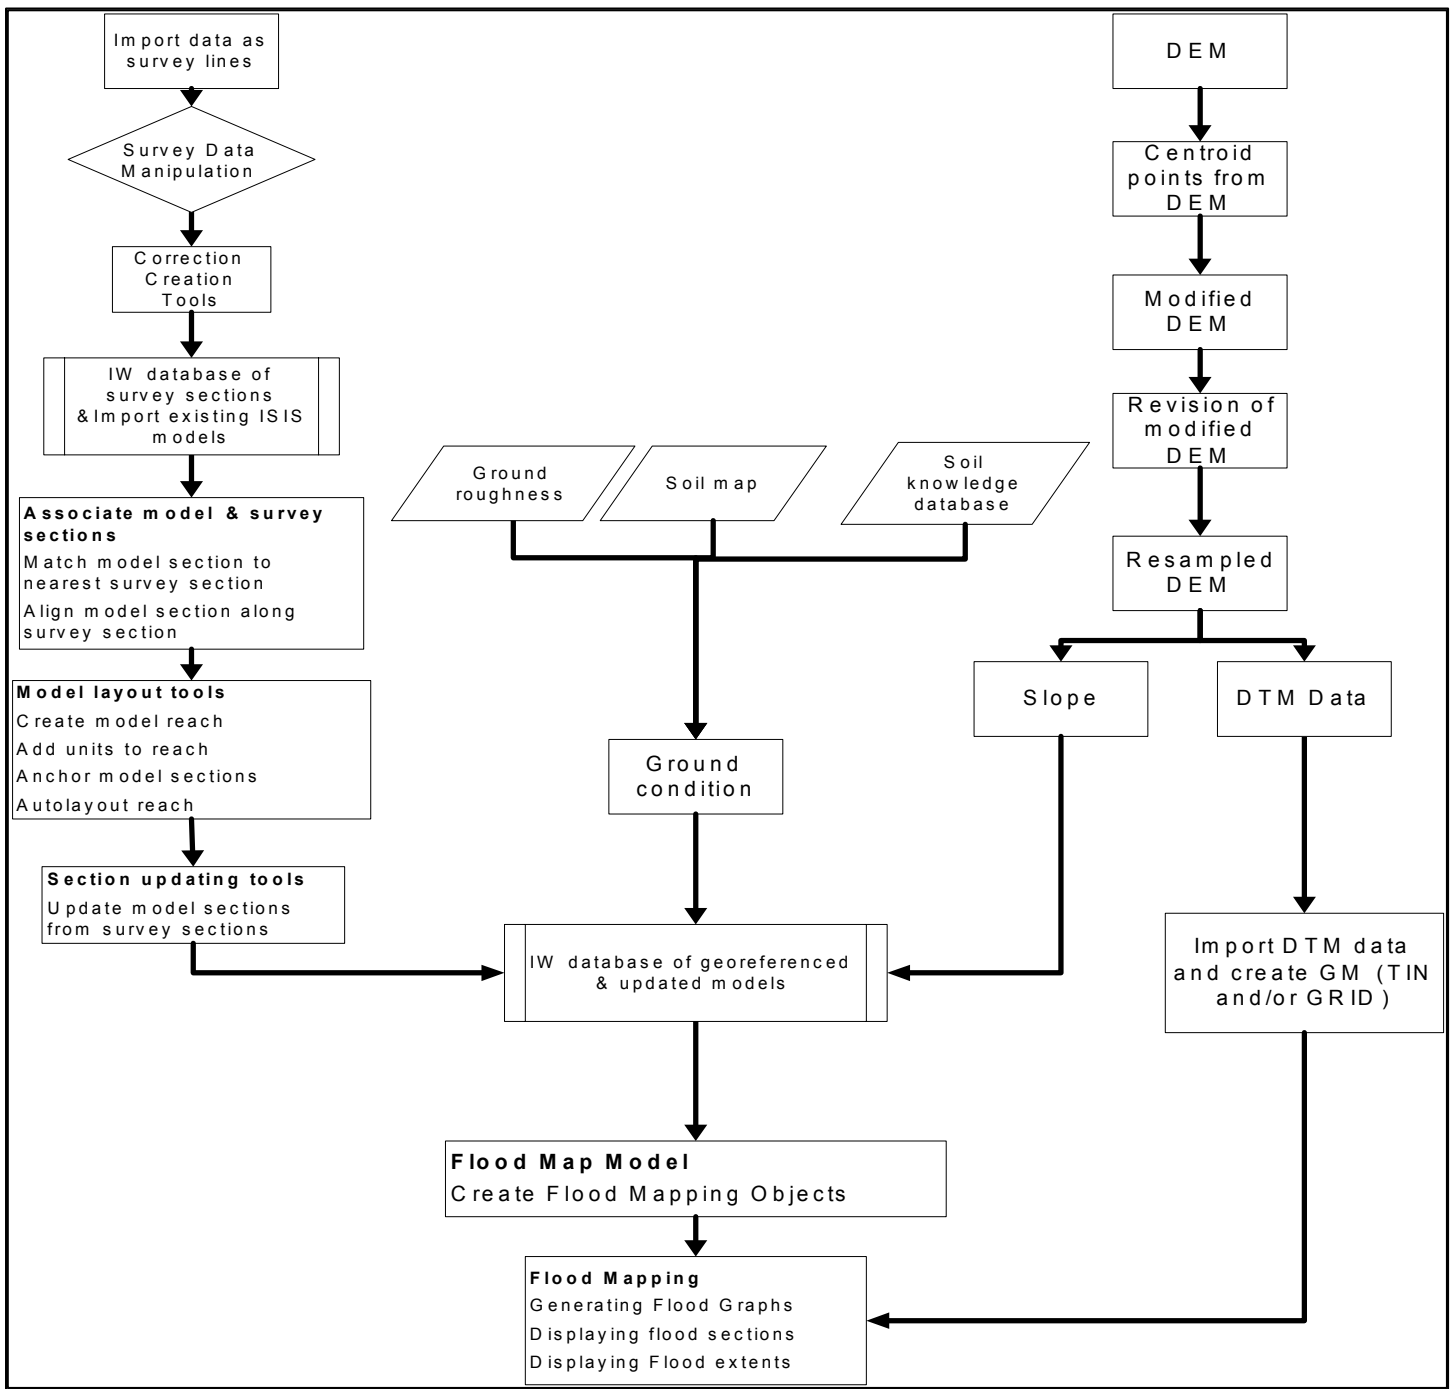 Import data as
survey lines
Survey Data
Manipulation
Correction
Creation
Tools
IW database of
survey sections
&Import existing ISIS
models
Associate model & survey
sections
Match model section to
nearest survey section
Align model section along
survey section
Model layout tools
Create model reach
Add units to reach
Anchor model sections
Autolayout reach
Section updating tools
Update model sections
from survey sections
Ground
roughness
Soil map
Soil
knowledge
database
Ground
condition
DEM
Centroid
points from
DEM
Modified
DEM
Revision of
modified
DEM
Resampled
DEM
Slope
DTM Data
Import DTM data
and create GM (TIN
and/or GRID)
IW database of georeferenced
& updated models
Flood Map Model
Create Flood Mapping Objects
Flood Mapping
Generating Flood Graphs
Displaying flood sections
Displaying Flood extents